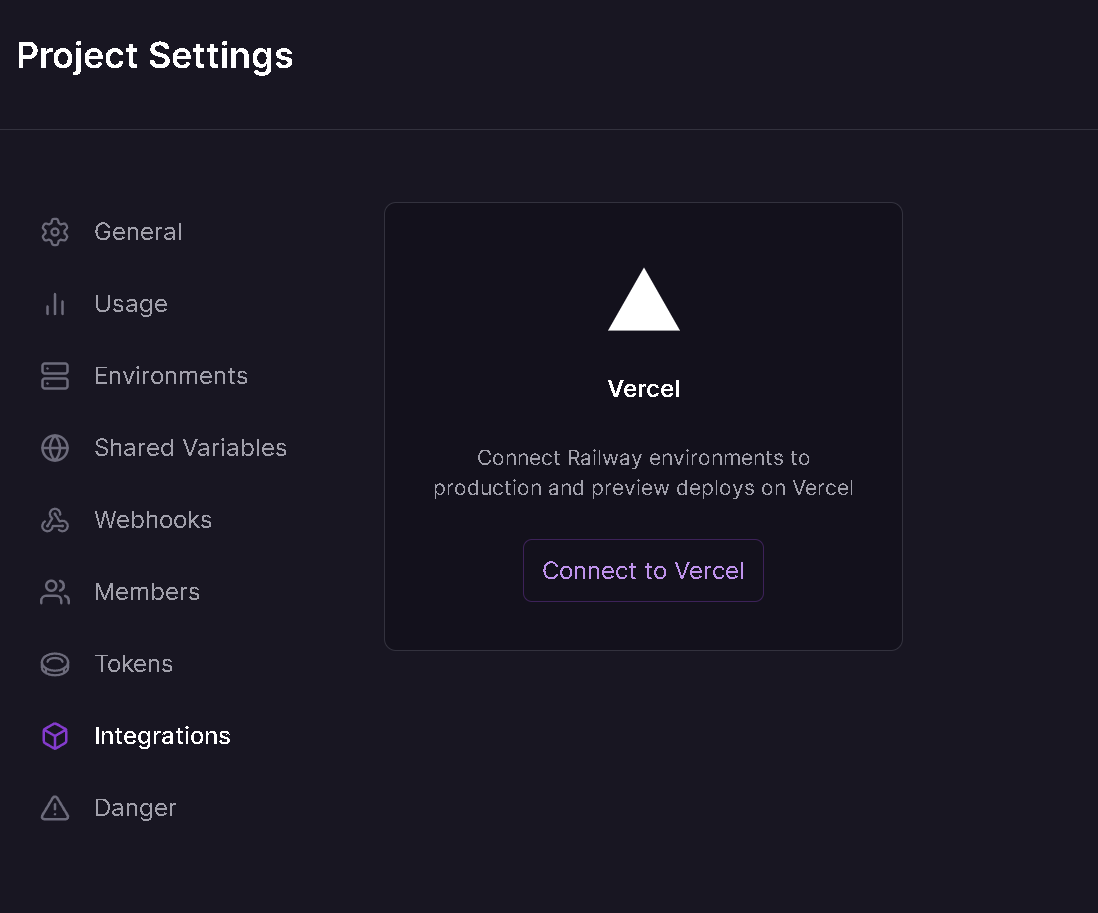 Project Settings
General
Usage
Environments
Shared Variables
Webhooks
Members
Tokens
Integrations
Danger
Vercel
Connect Railway environments to
production and preview deploys on Vercel
Connect to Vercel